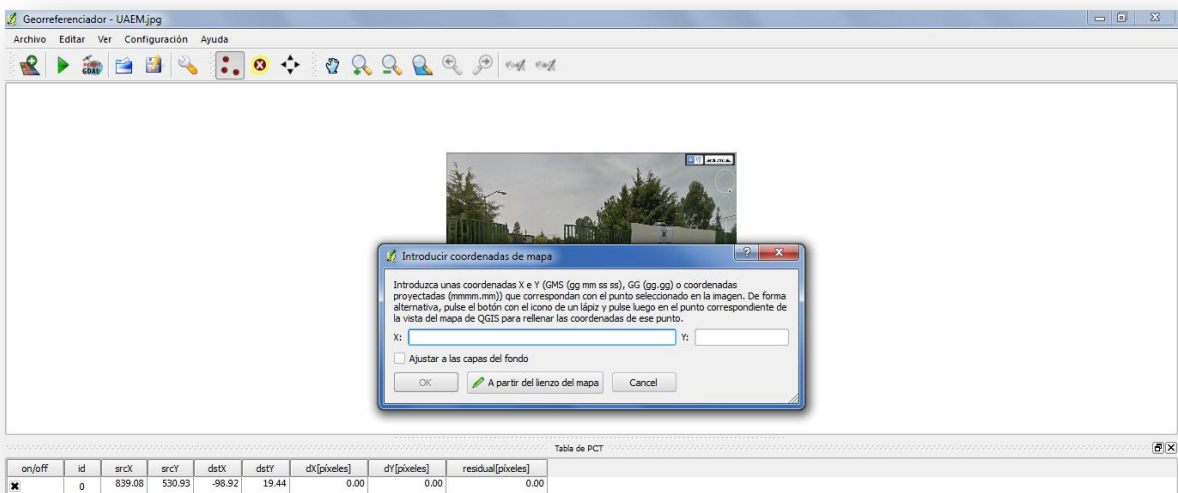 Georreferenciador - UAEM.jpg
Archivo Editar Ver Configuración Ayuda
GDAL
Introducir coordenadas de mapa
Introduzca unas coordenadas X e Y (GMS (gg mm ss ss), GG (gg.gg) o coordenadas
proyectadas (mmmm.mm)) que correspondan con el punto seleccionado en la imagen. De forma
alternativa, pulse el botón con el icono de un lápiz y pulse luego en el punto correspondiente de
la vista del mapa de QGIS para rellenar las coordenadas de ese punto.
X: Y:
Ajustar a las capas del fondo
OK A partir del lienzo del mapa Cancel
Tabla de PCT
on/off id srcX srcY dstX dstY dX[píxeles] dY[píxeles] residual[píxeles]
0 839.08 530.93 -98.92 19.44 0.00 0.00 0.00